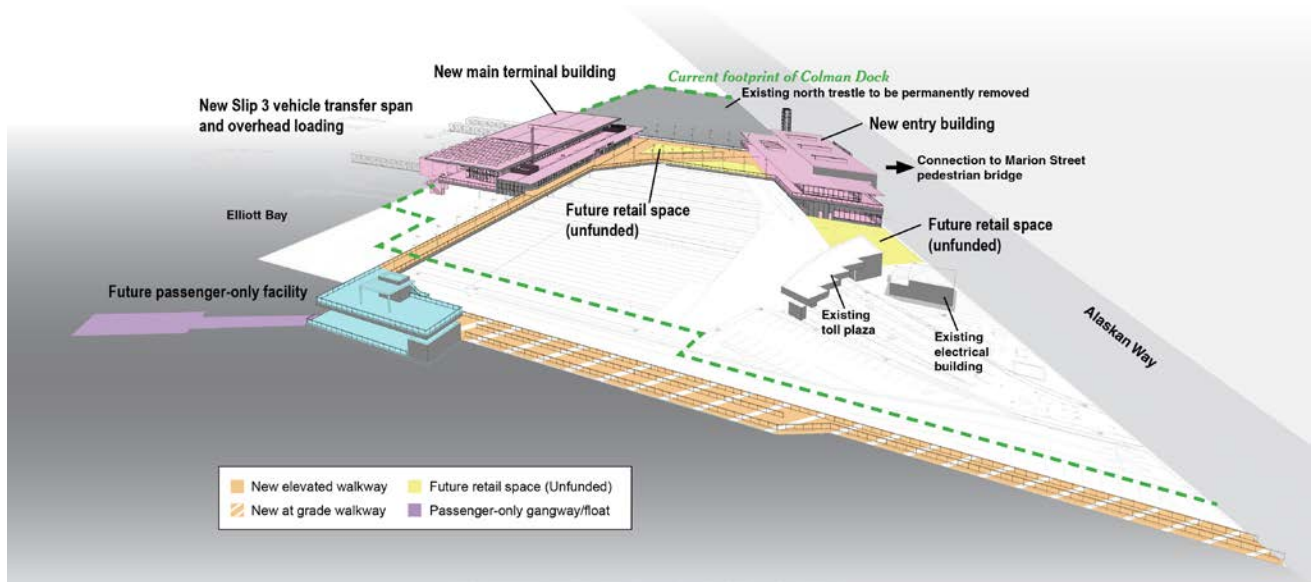 New main terminal building
Current footprint of Colman Dock
Existing north trestle to be permanently removed
New Slip 3 vehicle transfer span
and overhead loading
New entry building
Connection to Marion Street
pedestrian bridge
Elliott Bay
Future retail space
(unfunded)
Future retail space
(unfunded)
Future passenger-only facility
Existing
toll plaza
Existing
electrical
building
Alaskan Way
New elevated walkway
Future retail space (Unfunded)
New at grade walkway
Passenger-only gangway/float